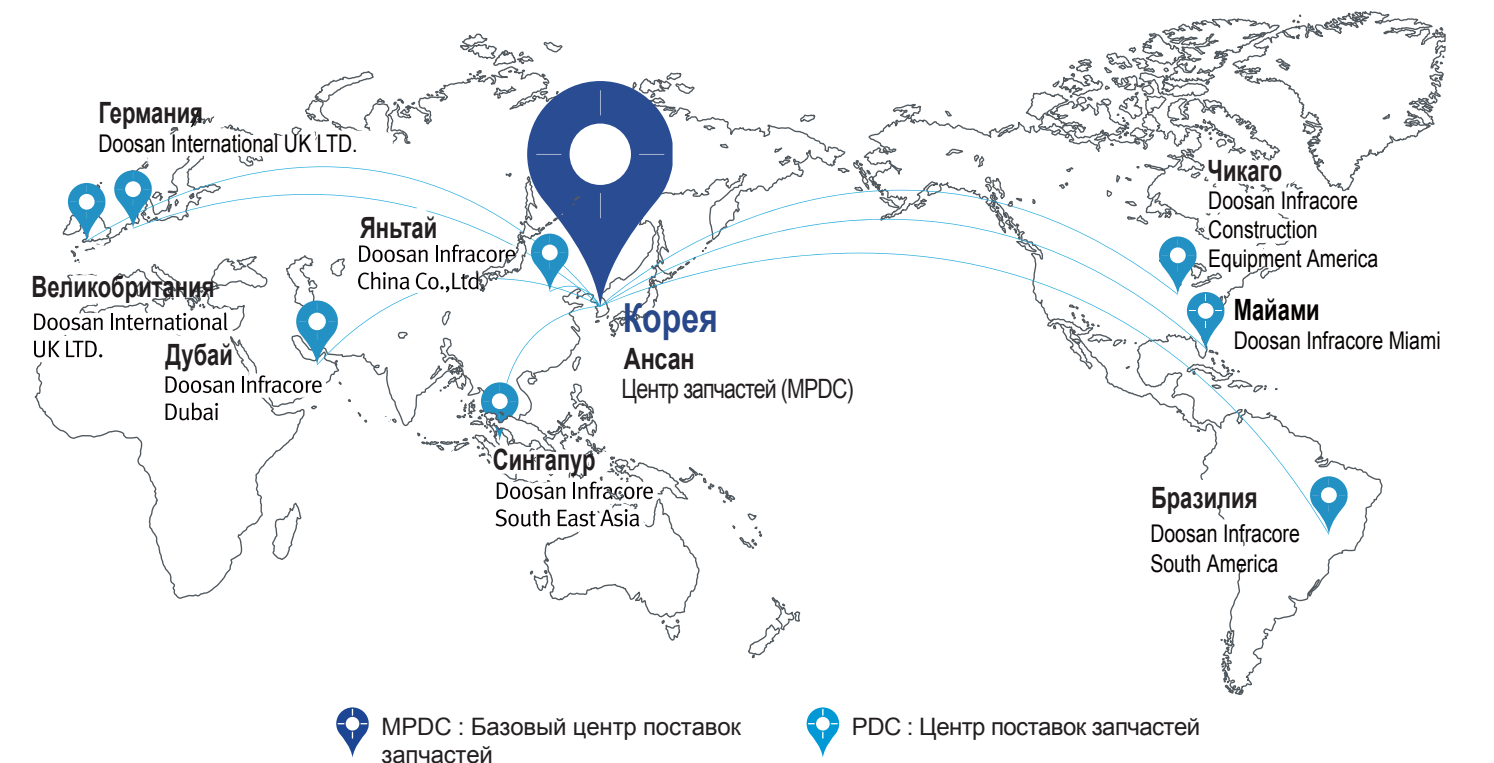 Германия
Doosan International UK LTD.
Чикаго
Doosan Infracore
Construction
Equipment America
Яньтай
Doosan Infracore
China Co.,Ltd.
Великобритания
Doosan International
UK LTD.
Дубай
Doosan Infracore
Dubai
Корея
Ансан
Центр запчастей (MPDC)
Майами
Doosan Infracore Miami
Сингапур
Doosan Infracore
South East Asia
Бразилия
Doosan Infracore
South America
MPDC : Базовый центр поставок
запчастей
PDC : Центр поставок запчастей